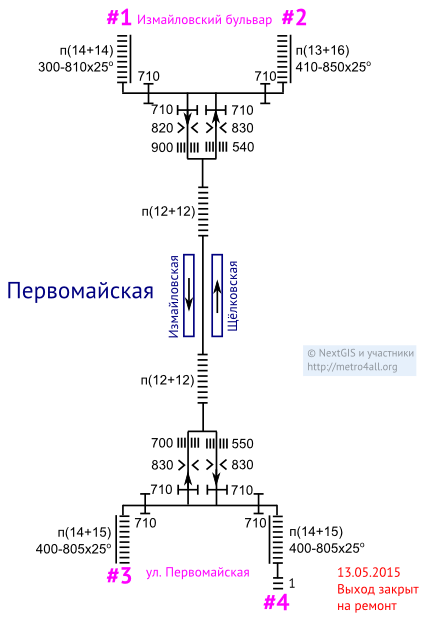 #1 Измайловский бульвар #2
п(14+14) п(13+16)
300-810x25° 710 710 410-850x25°
710 710
820 830
900 540
п(12+12)
Первомайская Измайловская Щёлковская
© NextGIS и участники
http://metro4all.org
п(12+12)
700 550
830 830
710 710
710 710
п(14+15) п(14+15)
400-805x25° 400-805x25°
#3 ул. Первомайская 13.05.2015
1 Выход закрыт
#4 на ремонт